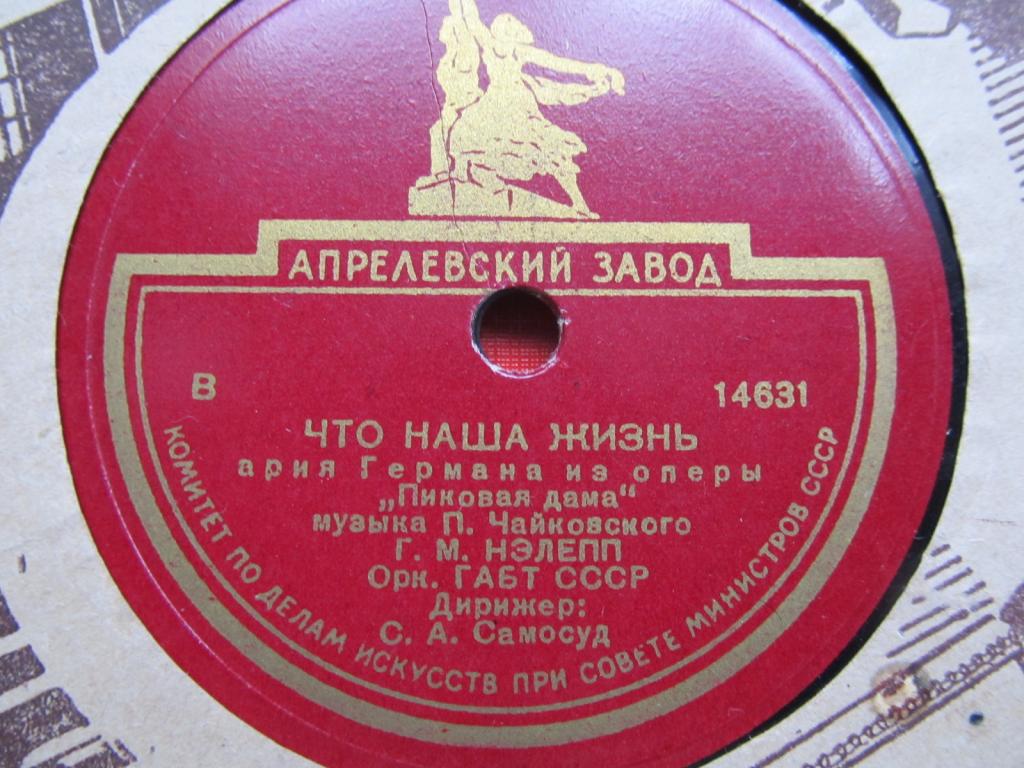 АПРЕЛЕВСКИЙ ЗАВОД
В
14631
ЧТО НАША ЖИЗНЬ
ария Германа из оперы
„Пиковая дама“
музыка П. Чайковского
Г. М. НЭЛЕПП
Орк. ГАБТ СССР
Дирижер:
С. А. Самосуд
КОМИТЕТ ПО ДЕЛАМ ИСКУССТВ ПРИ СОВЕТЕ МИНИСТРОВ СССР